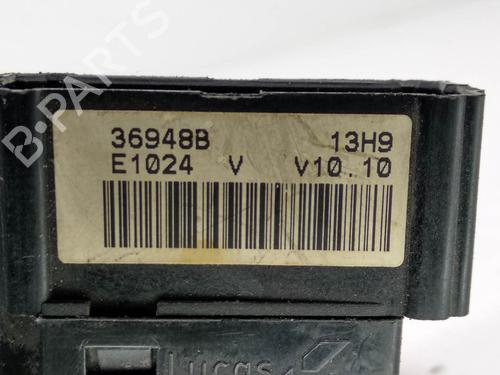 B-PARTS
36948B 13H9
E1024 V V10.10
Lucas